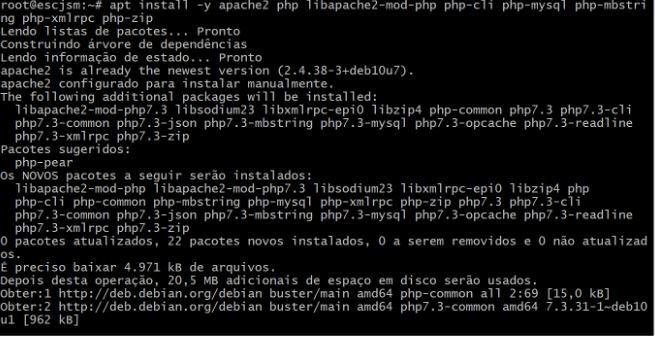 root@escjsm:~# apt install -y apache2 php libapache2-mod-php php-cli php-mysql php-mbstri
ng php-xmlrpc php-zip
Lendo listas de pacotes... Pronto
Construindo árvore de dependências
Lendo informação de estado... Pronto
apache2 is already the newest version (2.4.38-3+deb10u7).
apache2 configurado para instalar manualmente.
The following additional packages will be installed:
libapache2-mod-php7.3 libsodium23 libxmlrpc-epi0 libzip4 php-common php7.3 php7.3-cli
php7.3-common php7.3-json php7.3-mbstring php7.3-mysql php7.3-opcache php7.3-readline
php7.3-xmlrpc php7.3-zip
Pacotes sugeridos:
php-pear
Os NOVOS pacotes a seguir serão instalados:
libapache2-mod-php libapache2-mod-php7.3 libsodium23 libxmlrpc-epi0 libzip4 php
php-cli php-common php-mbstring php-mysql php-xmlrpc php-zip php7.3 php7.3-cli
php7.3-common php7.3-json php7.3-mbstring php7.3-mysql php7.3-opcache php7.3-readline
php7.3-xmlrpc php7.3-zip
0 pacotes atualizados, 22 pacotes novos instalados, 0 a serem removidos e 0 não atualizad
os.
É preciso baixar 4.971 kB de arquivos.
Depois desta operação, 20,5 MB adicionais de espaço em disco serão usados.
Obter:1 http://deb.debian.org/debian buster/main amd64 php-common all 2:69 [15,0 kB]
Obter:2 http://deb.debian.org/debian buster/main amd64 php7.3-common amd64 7.3.31-1~deb10
u1 [962 kB]